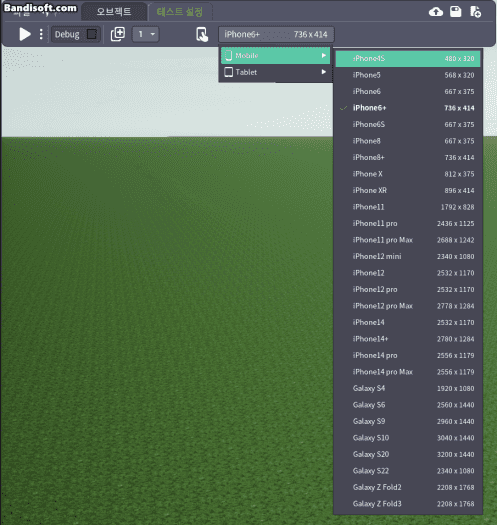 Bandisoft.com
오브젝트
테스트 설정
Debug
1
iPhone6+ 736 x 414
Mobile
Tablet
iPhone4S 480 x 320
iPhone5 568 x 320
iPhone6 667 x 375
iPhone6+ 736 x 414
iPhone6S 667 x 375
iPhone8 667 x 375
iPhone8+ 736 x 414
iPhone X 812 x 375
iPhone XR 896 x 414
iPhone11 1792 x 828
iPhone11 pro 2436 x 1125
iPhone11 pro Max 2688 x 1242
iPhone12 mini 2340 x 1080
iPhone12 2532 x 1170
iPhone12 pro 2532 x 1170
iPhone12 pro Max 2778 x 1284
iPhone14 2532 x 1170
iPhone14+ 2780 x 1284
iPhone14 pro 2556 x 1179
iPhone14 pro Max 2556 x 1179
Galaxy S4 1920 x 1080
Galaxy S6 2560 x 1440
Galaxy S9 2960 x 1440
Galaxy S10 3040 x 1440
Galaxy S20 3200 x 1440
Galaxy S22 2340 x 1080
Galaxy Z Fold2 2208 x 1768
Galaxy Z Fold3 2208 x 1768